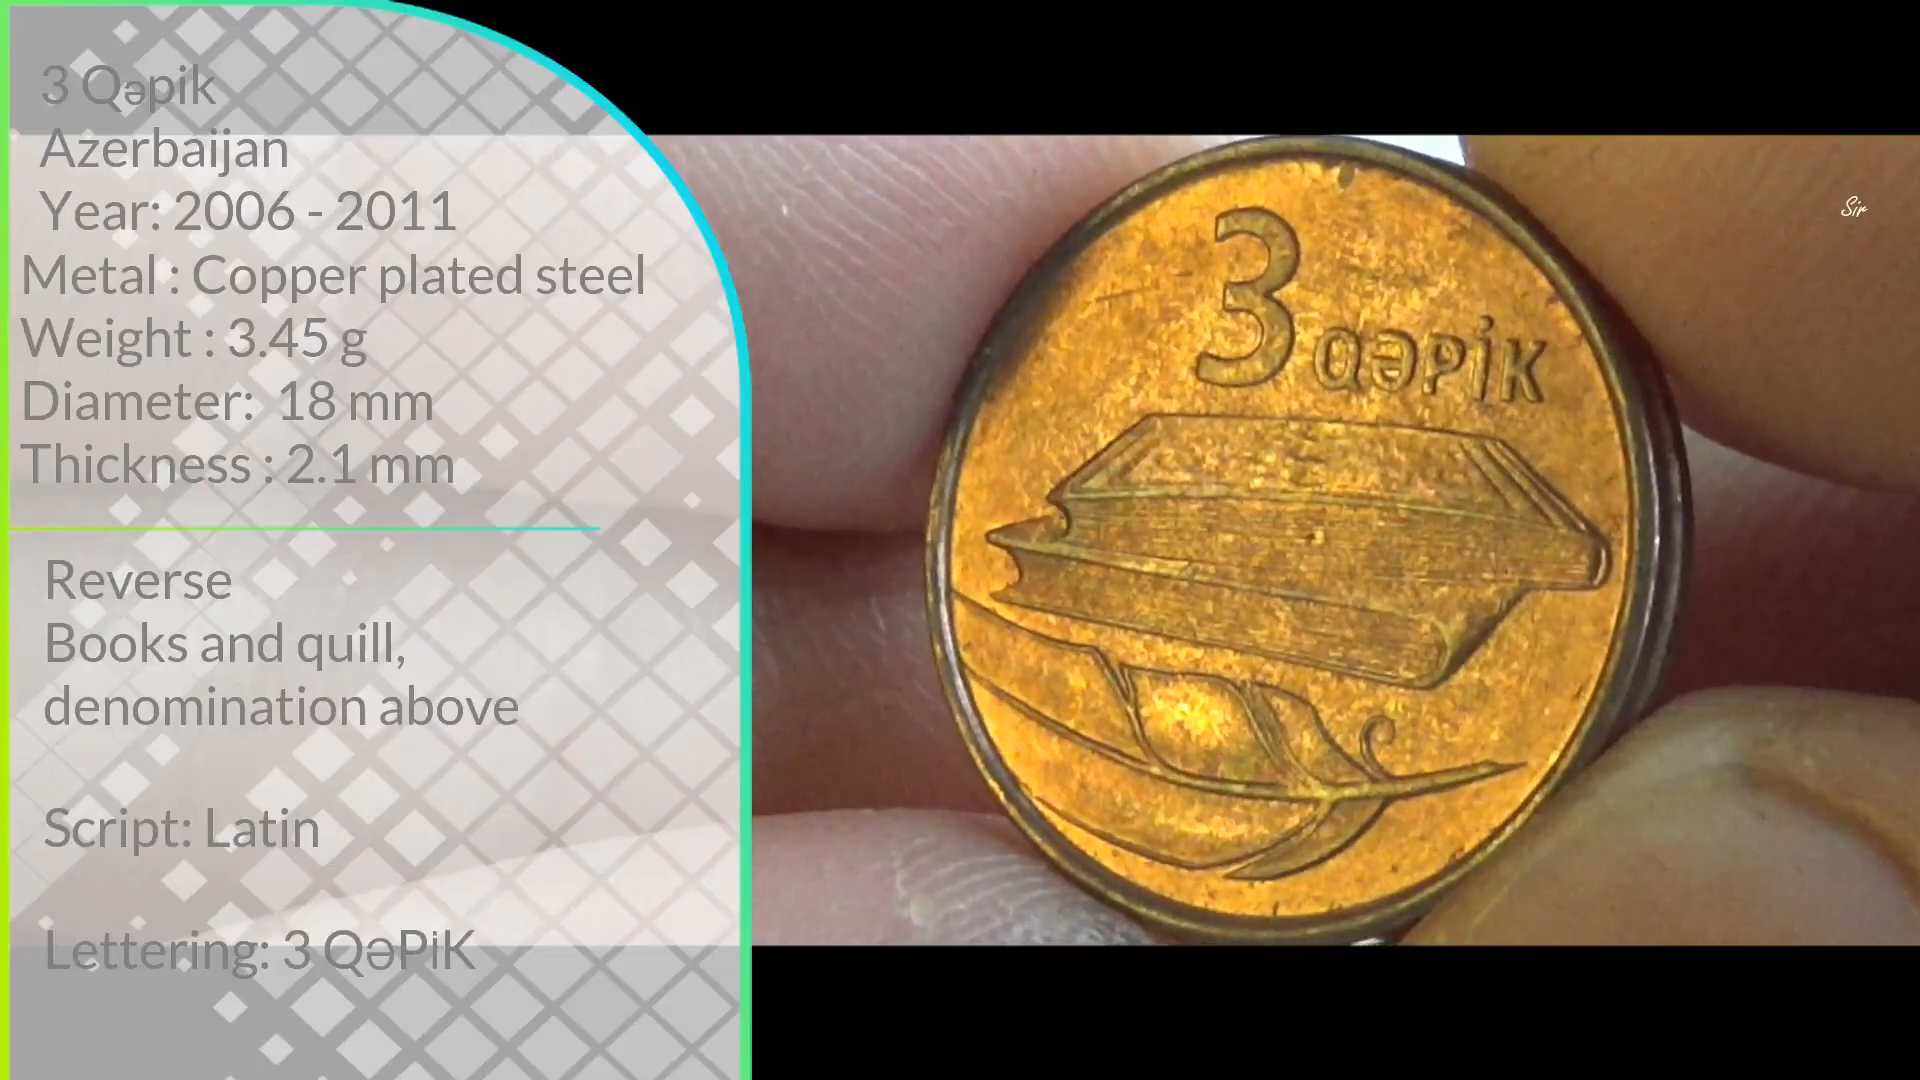 3 Qəpik
Azerbaijan
Year: 2006 - 2011
Metal : Copper plated steel
Weight : 3.45 g
Diameter: 18 mm
Thickness : 2.1 mm
Reverse
Books and quill,
denomination above
Script: Latin
Lettering: 3 QəPiK
3 QƏPİK
Sir